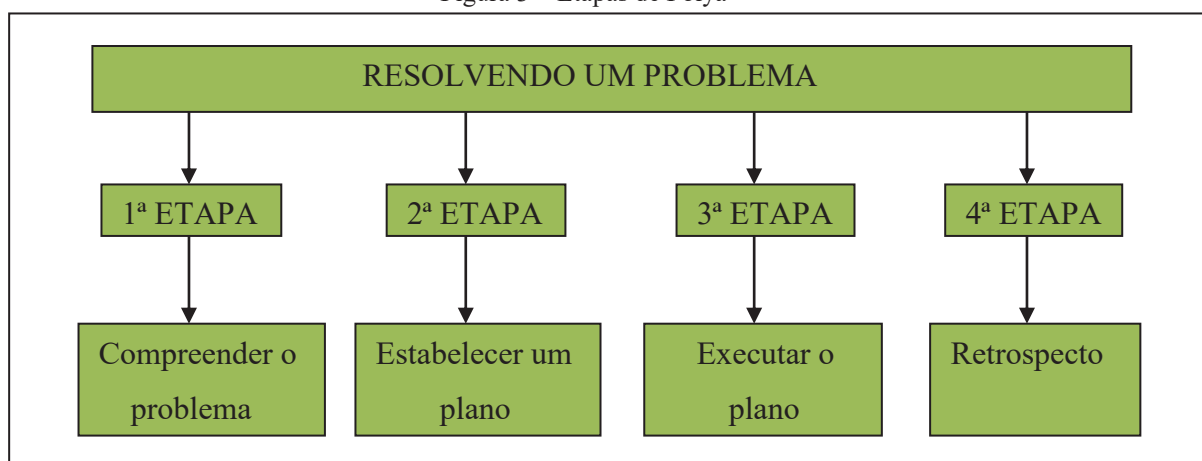 RESOLVENDO UM PROBLEMA
1ª ETAPA
2ª ETAPA
3ª ETAPA
4ª ETAPA
Compreender o
problema
Estabelecer um
plano
Executar o
plano
Retrospecto